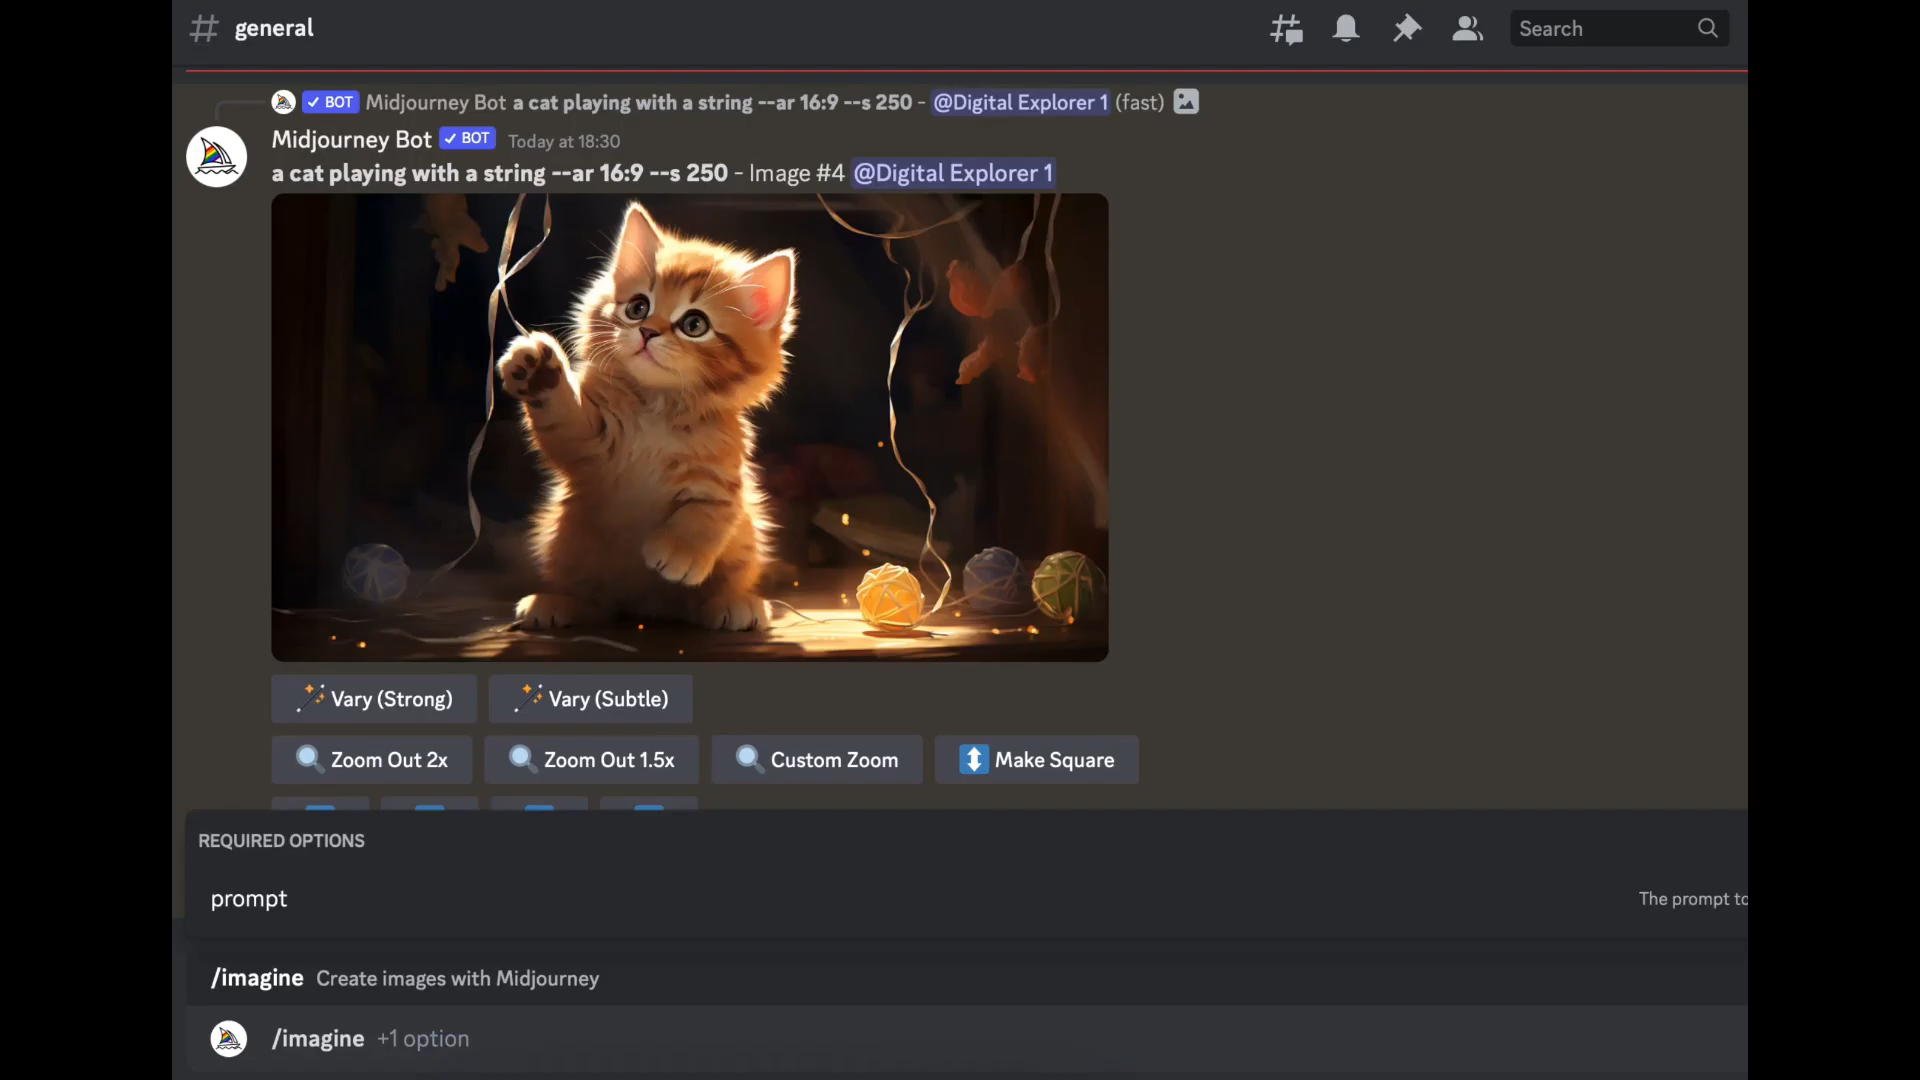 general
Search
BOT Midjourney Bot a cat playing with a string --ar 16:9 --s 250 - @Digital Explorer 1 (fast)
Midjourney Bot BOT Today at 18:30
a cat playing with a string --ar 16:9 --s 250 - Image #4 @Digital Explorer 1
Vary (Strong) Vary (Subtle)
Zoom Out 2x Zoom Out 1.5x Custom Zoom Make Square
REQUIRED OPTIONS
prompt The prompt to
/imagine Create images with Midjourney
/imagine +1 option